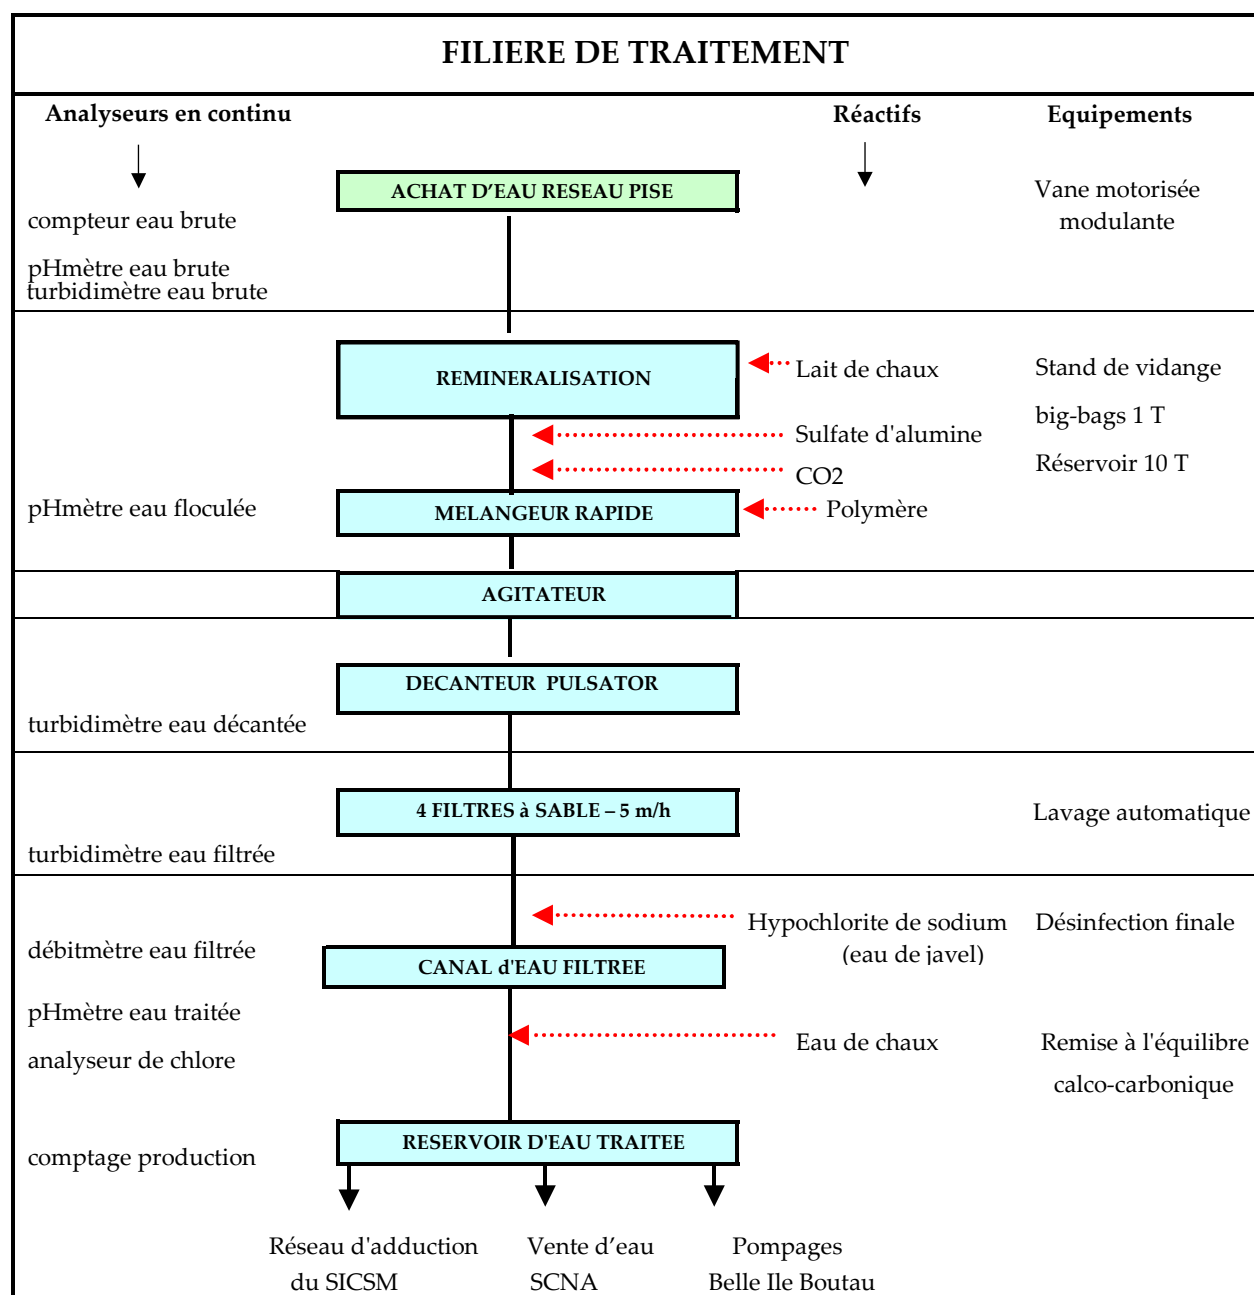 FILIERE DE TRAITEMENT
Analyseurs en continu
Réactifs
Equipements
ACHAT D'EAU RESEAU PISE
Vane motorisée
modulante
compteur eau brute
pHmètre eau brute
turbidimètre eau brute
REMINERALISATION
Lait de chaux
Stand de vidange
Sulfate d'alumine
big-bags 1 T
CO2
Réservoir 10 T
pHmètre eau floculée
MELANGEUR RAPIDE
Polymère
AGITATEUR
DECANTEUR PULSATOR
turbidimètre eau décantée
4 FILTRES à SABLE – 5 m/h
Lavage automatique
turbidimètre eau filtrée
Hypochlorite de sodium
(eau de javel)
Désinfection finale
débitmètre eau filtrée
CANAL d'EAU FILTREE
pHmètre eau traitée
analyseur de chlore
Eau de chaux
Remise à l'équilibre
calco-carbonique
RESERVOIR D'EAU TRAITEE
comptage production
Réseau d'adduction
du SICSM
Vente d'eau
SCNA
Pompages
Belle Ile Boutau